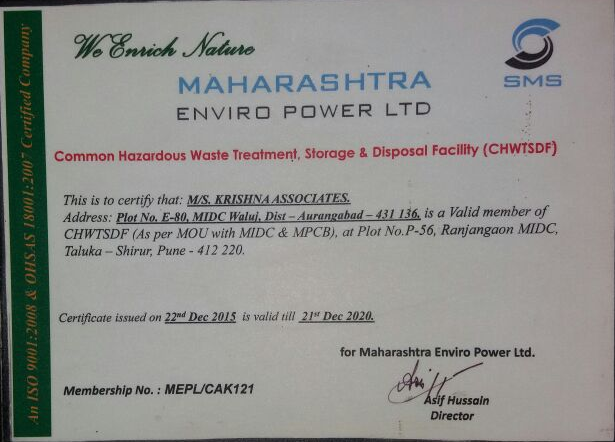 We Enrich Nature
MAHARASHTRA
ENVIRO POWER LTD
SMS
Common Hazardous Waste Treatment, Storage & Disposal Facility (CHWTSDF)
This is to certify that: M/S. KRISHNA ASSOCIATES.
Address: Plot No. E-80, MIDC Waluj, Dist – Aurangabad – 431 136, is a Valid member of
CHWTSDF (As per MOU with MIDC & MPCB), at Plot No.P-56, Ranjangaon MIDC,
Taluka – Shirur, Pune - 412 220.
Certificate issued on 22nd Dec 2015 is valid till 21st Dec 2020.
for Maharashtra Enviro Power Ltd.
Membership No. : MEPL/CAK121
Asif Hussain
Director
An ISO 9001:2008 & OHSAS 18001:2007 Certified Company